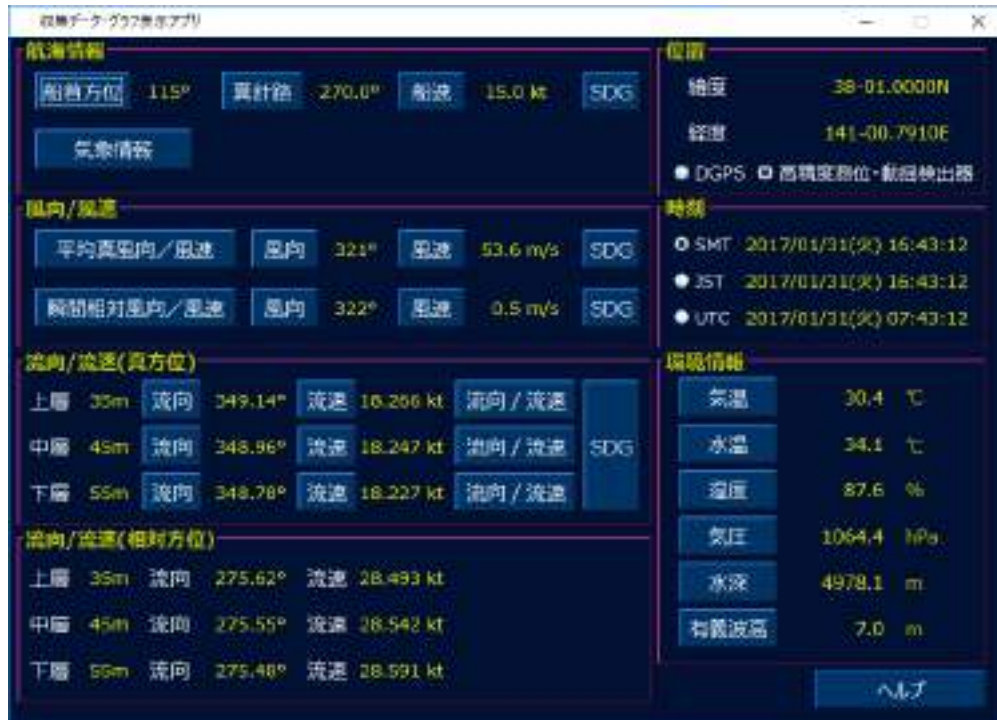 収集データ・グラフ表示アプリ
航海情報
船首方位 115° 真針路 270.0° 船速 15.0 kt SDG
気象情報
風向/風速
平均真風向/風速 風向 321° 風速 53.6 m/s SDG
瞬間相対風向/風速 風向 322° 風速 0.5 m/s SDG
流向/流速(真方位)
上層 35m 流向 349.14° 流速 18.266 kt 流向 / 流速
中層 45m 流向 348.96° 流速 18.247 kt 流向 / 流速 SDG
下層 55m 流向 348.78° 流速 18.227 kt 流向 / 流速
流向/流速(相対方位)
上層 35m 流向 275.62° 流速 28.493 kt
中層 45m 流向 275.55° 流速 28.542 kt
下層 55m 流向 275.48° 流速 28.591 kt
位置
緯度 38-01.0000N
経度 141-00.7910E
DGPS 高精度測位・動揺検出器
時刻
SMT 2017/01/31(火) 16:43:12
JST 2017/01/31(火) 16:43:12
UTC 2017/01/31(火) 07:43:12
環境情報
気温 30.4 ℃
水温 34.1 ℃
湿度 87.6 %
気圧 1064.4 hPa
水深 4978.1 m
有義波高 7.0 m
ヘルプ